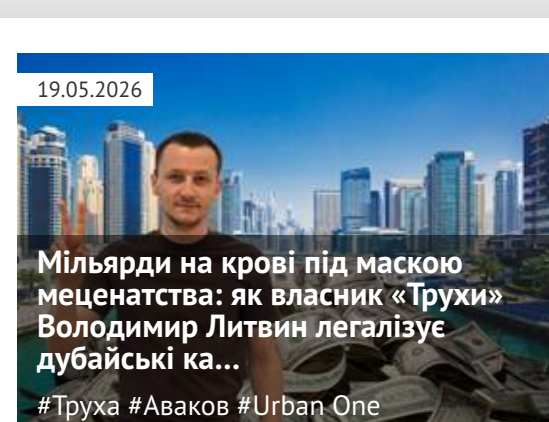 19.05.2026
Мільярди на крові під маскою
меценатства: як власник «Трухи»
Володимир Литвин легалізує
дубайські ка...
#Труха #Аваков #Urban One